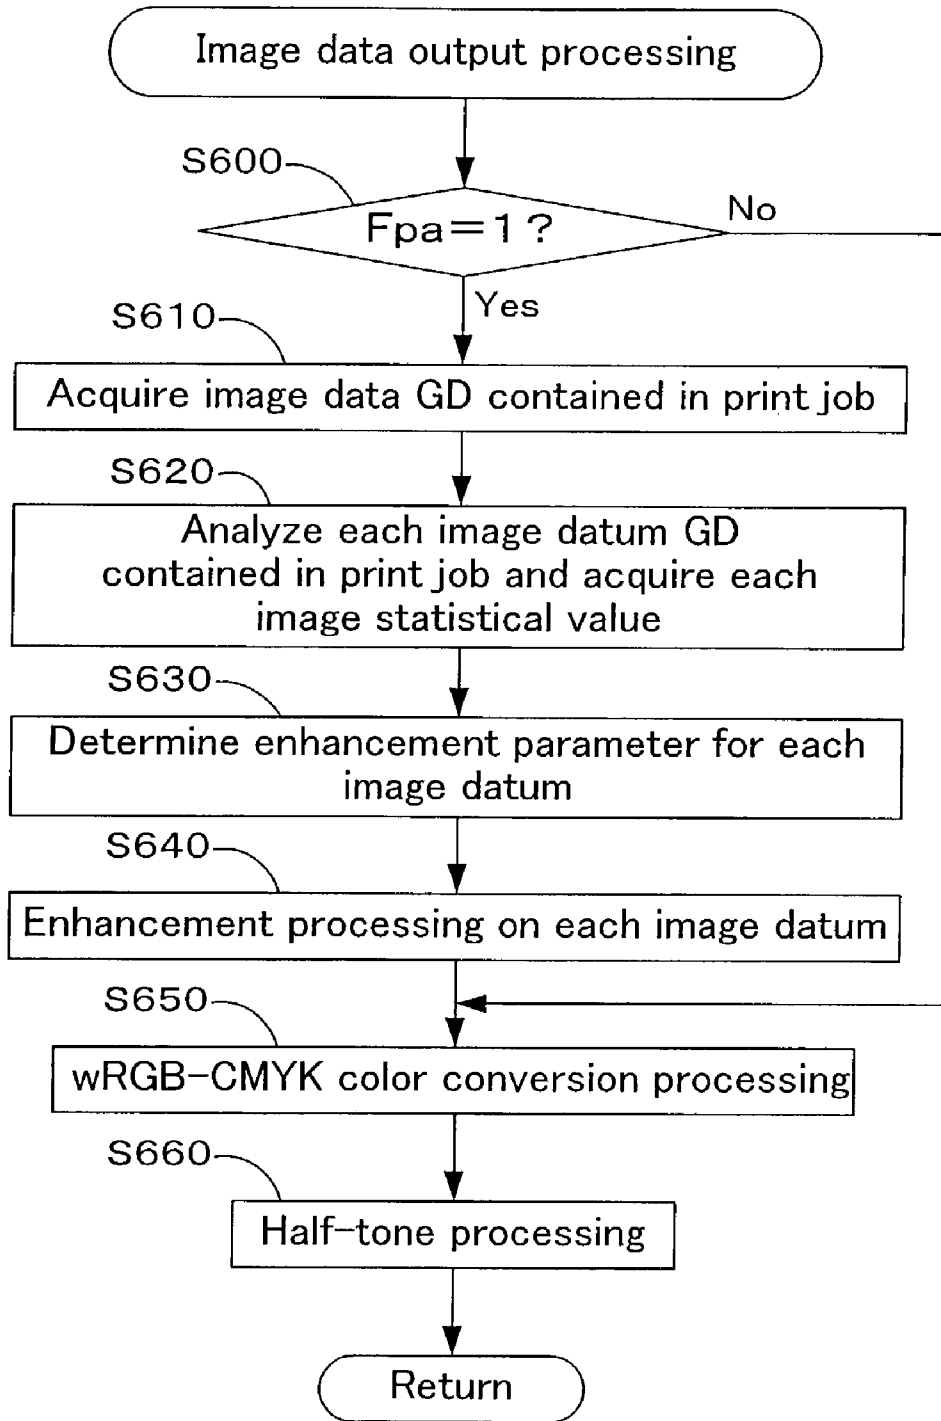 Image data output processing
S600
Fpa=1?
No
Yes
S610
Acquire image data GD contained in print job
S620
Analyze each image datum GD
contained in print job and acquire each
image statistical value
S630
Determine enhancement parameter for each
image datum
S640
Enhancement processing on each image datum
S650
wRGB-CMYK color conversion processing
S660
Half-tone processing
Return